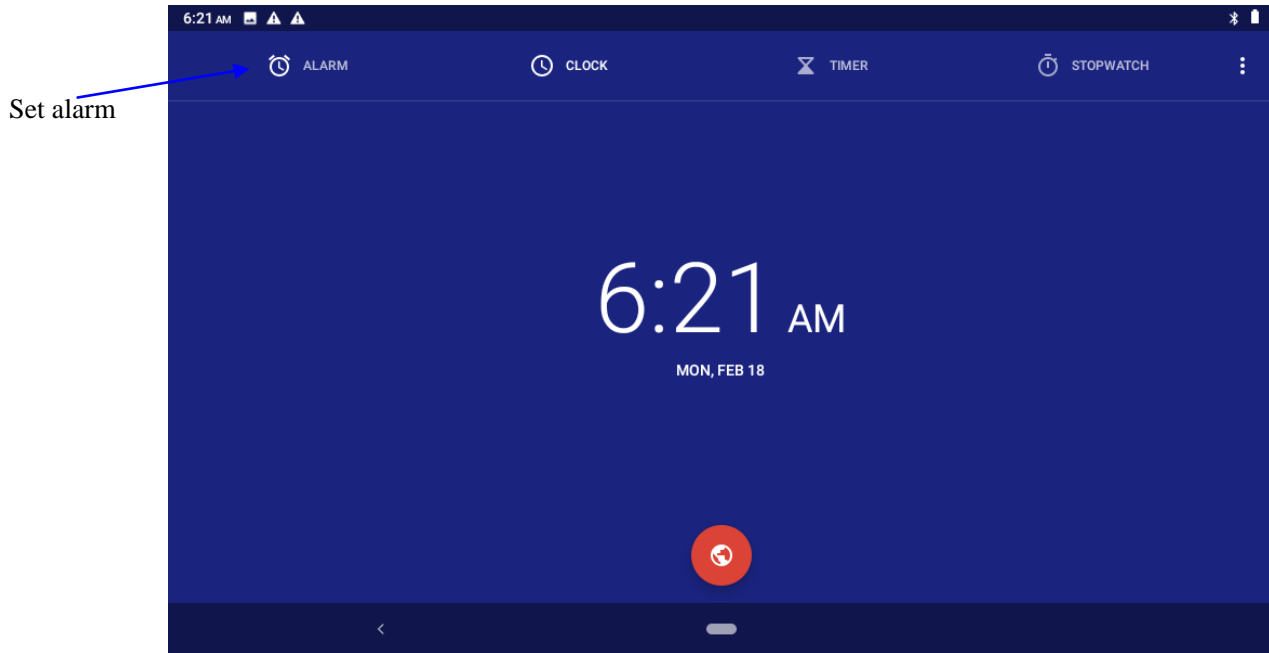 6:21 AM
ALARM CLOCK TIMER STOPWATCH
Set alarm
6:21 AM
MON, FEB 18